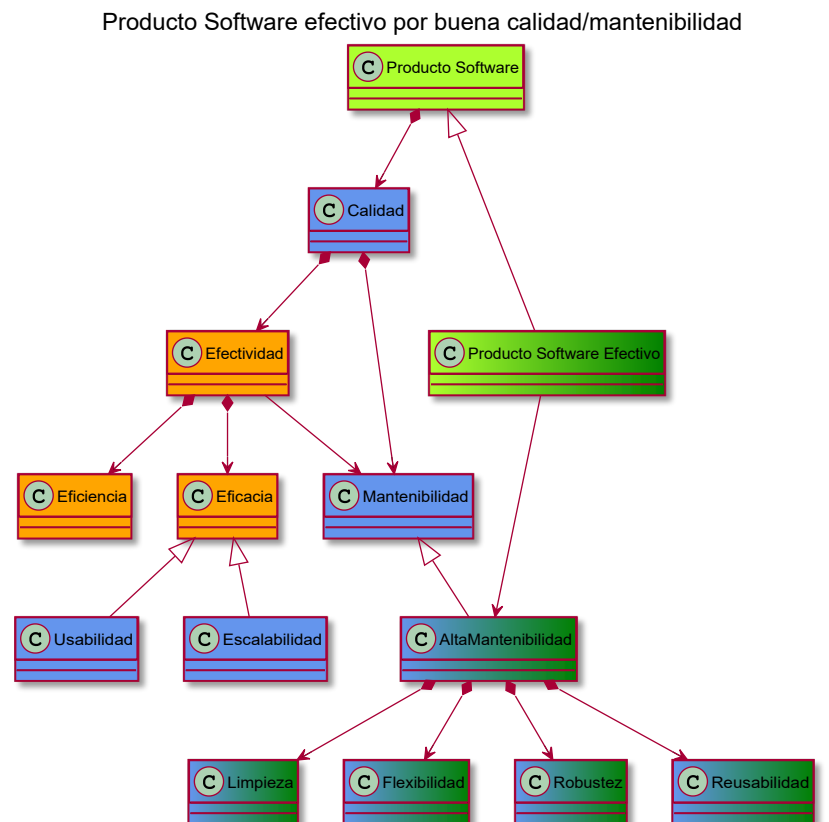 Producto Software efectivo por buena calidad/mantenibilidad
C Producto Software
C Calidad
C Efectividad
C Producto Software Efectivo
C Eficiencia
C Eficacia
C Mantenibilidad
C Usabilidad
C Escalabilidad
C AltaMantenibilidad
C Limpieza
C Flexibilidad
C Robustez
C Reusabilidad